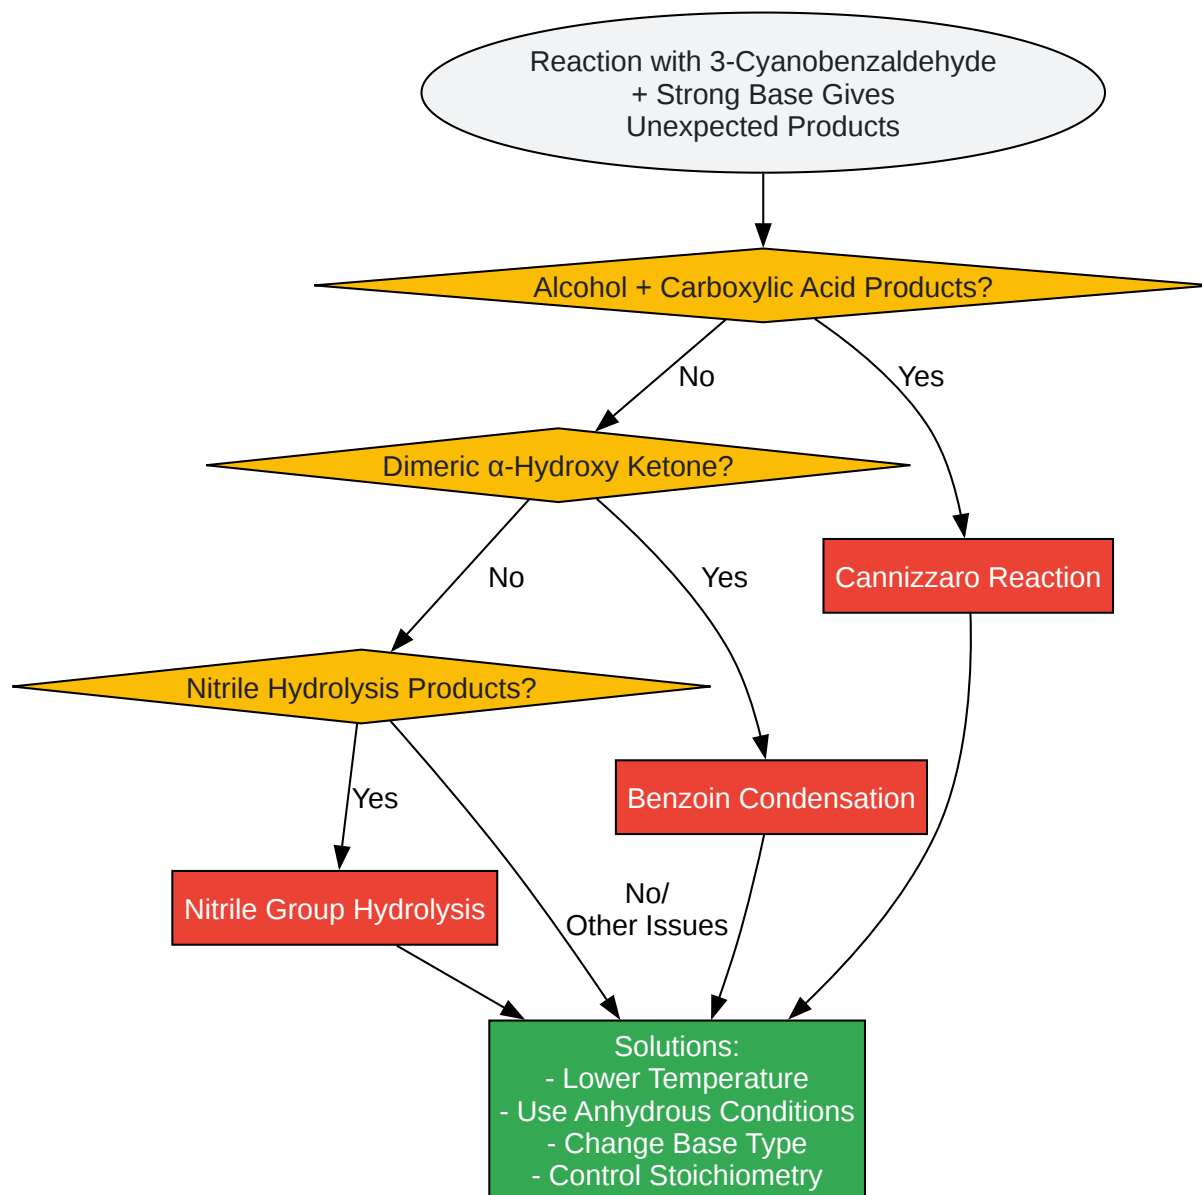 Reaction with 3-Cyanobenzaldehyde
+ Strong Base Gives
Unexpected Products
Alcohol + Carboxylic Acid Products?
No
Yes
Dimeric α-Hydroxy Ketone?
No
Yes
Cannizzaro Reaction
Nitrile Hydrolysis Products?
Yes
Benzoin Condensation
No/
Other Issues
Nitrile Group Hydrolysis
Solutions:
- Lower Temperature
- Use Anhydrous Conditions
- Change Base Type
- Control Stoichiometry